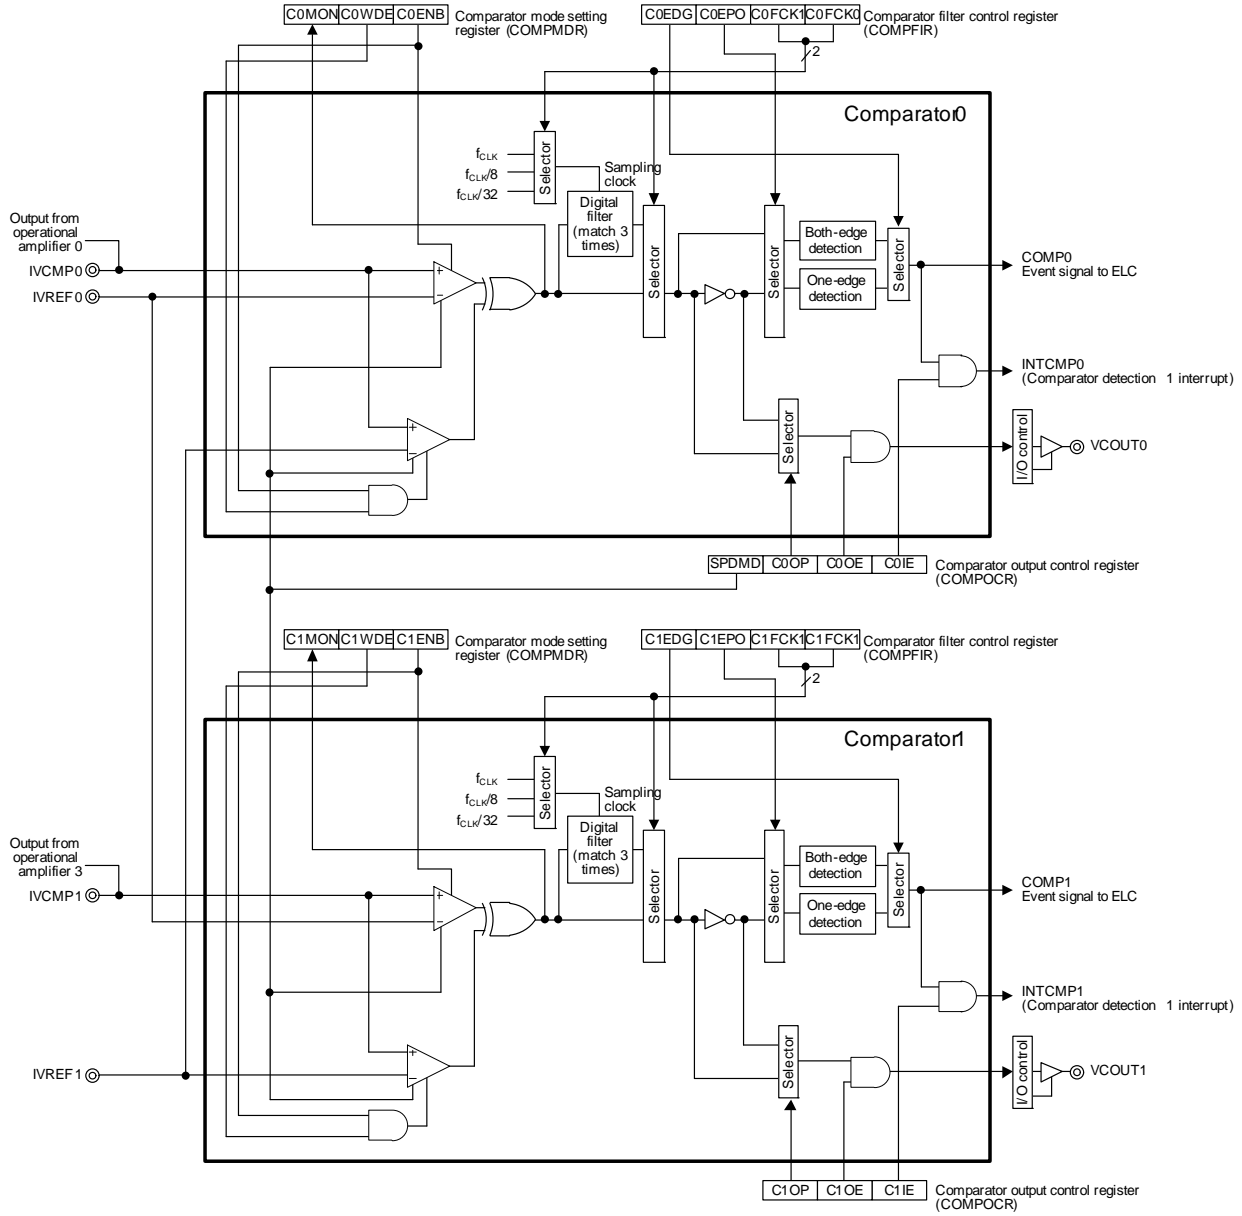 C0MON C0WDE C0ENB
Comparator mode setting
register (COMPMDR)
C0EDG C0EPO C0FCK1 C0FCK0
Comparator filter control register
(COMPFIR)
2
Comparator0
fCLK
fCLK/8
fCLK/32
Selector
Sampling
clock
Digital
filter
(match 3
times)
Selector
Selector
Both-edge
detection
One-edge
detection
Selector
Output from
operational
amplifier 0
IVCMP0
IVREF0
+
−
+
−
COMP0
Event signal to ELC
INTCMP0
(Comparator detection 1 interrupt)
Selector
I/O control
VCOUT0
SPDMD C0OP C0OE C0IE
Comparator output control register
(COMPOCR)
C1MON C1WDE C1ENB
Comparator mode setting
register (COMPMDR)
C1EDG C1EPO C1FCK1 C1FCK1
Comparator filter control register
(COMPFIR)
2
Comparator1
fCLK
fCLK/8
fCLK/32
Selector
Sampling
clock
Digital
filter
(match 3
times)
Selector
Selector
Both-edge
detection
One-edge
detection
Selector
Output from
operational
amplifier 3
IVCMP1
+
−
+
−
COMP1
Event signal to ELC
INTCMP1
(Comparator detection 1 interrupt)
Selector
I/O control
VCOUT1
IVREF1
C1OP C1OE C1IE
Comparator output control register
(COMPOCR)